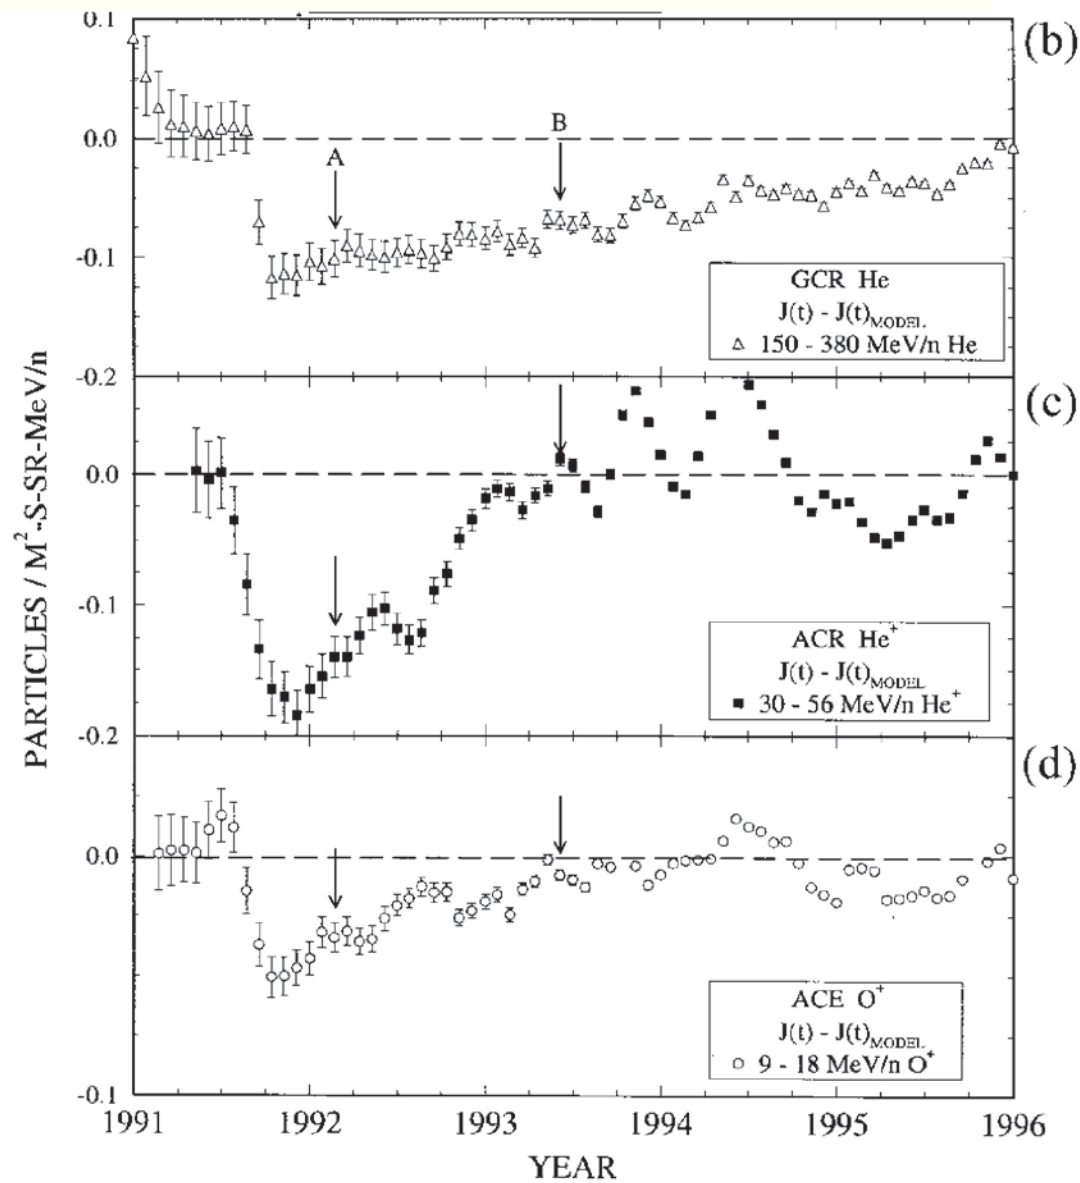 0.1
(b)
B
0.0
A
-0.1
GCR He
J(t) - J(t)MODEL
△ 150 - 380 MeV/n He
-0.2
(c)
0.0
-0.1
ACR He+
J(t) - J(t)MODEL
■ 30 - 56 MeV/n He+
-0.2
(d)
0.0
ACE O+
J(t) - J(t)MODEL
○ 9 - 18 MeV/n O+
-0.1
1991 1992 1993 1994 1995 1996
YEAR
PARTICLES / M2-S-SR-MeV/n